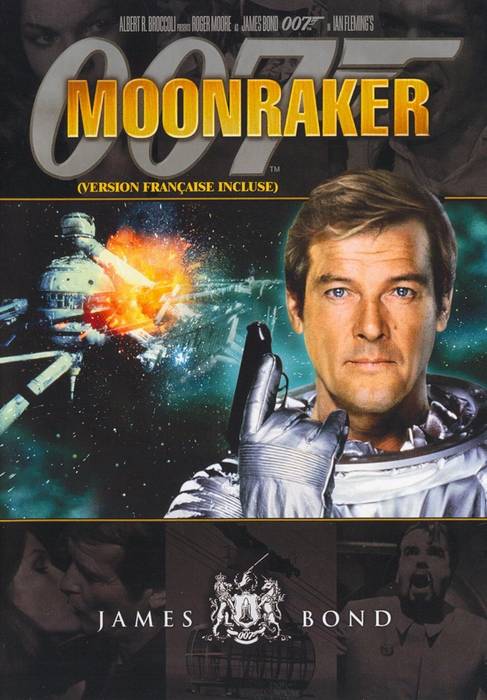 ALBERT R. BROCCOLI PRESENTS ROGER MOORE AS JAMES BOND 007 IN IAN FLEMING'S
007
MOONRAKER
TM
(VERSION FRANÇAISE INCLUSE)
JAMES BOND
007